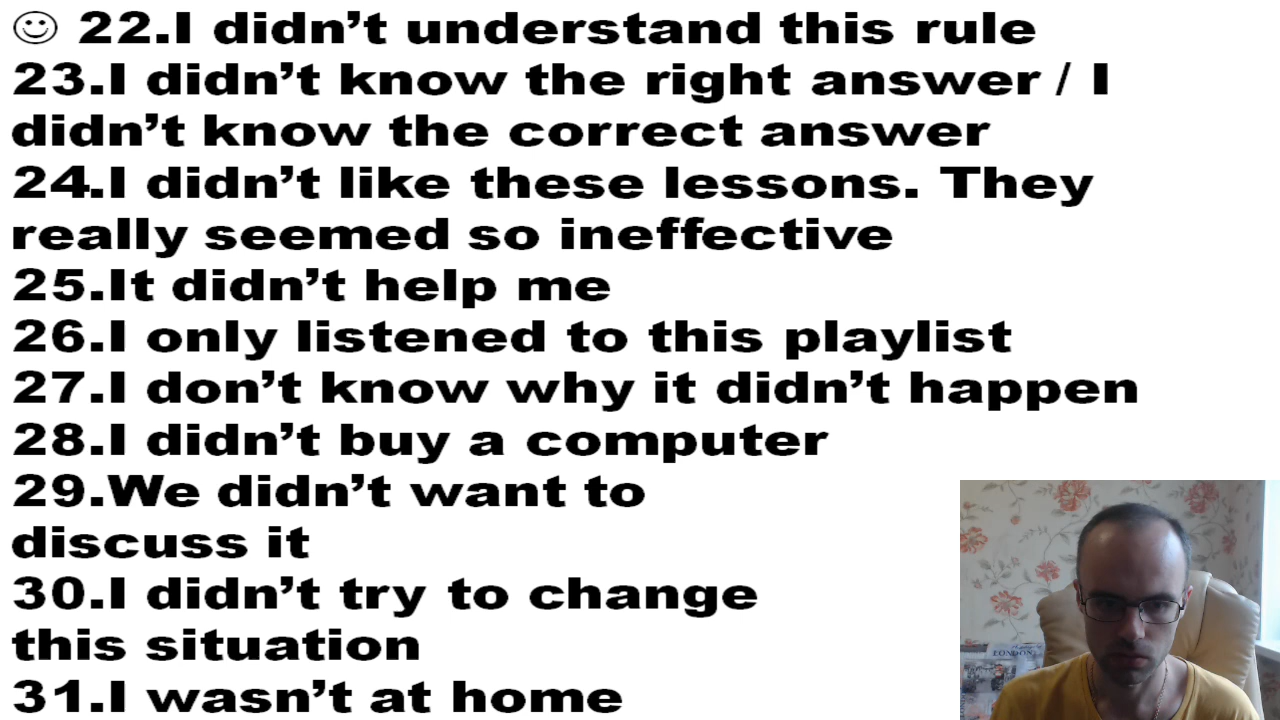 ☺ 22.I didn’t understand this rule
23.I didn’t know the right answer / I
didn’t know the correct answer
24.I didn’t like these lessons. They
really seemed so ineffective
25.It didn’t help me
26.I only listened to this playlist
27.I don’t know why it didn’t happen
28.I didn’t buy a computer
29.We didn’t want to
discuss it
30.I didn’t try to change
this situation
31.I wasn’t at home
LONDON